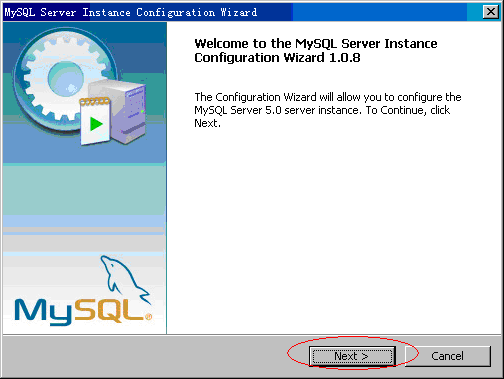 MySQL Server Instance Configuration Wizard
Welcome to the MySQL Server Instance
Configuration Wizard 1.0.8
The Configuration Wizard will allow you to configure the
MySQL Server 5.0 server instance. To Continue, click
Next.
MySQL®
Next >
Cancel